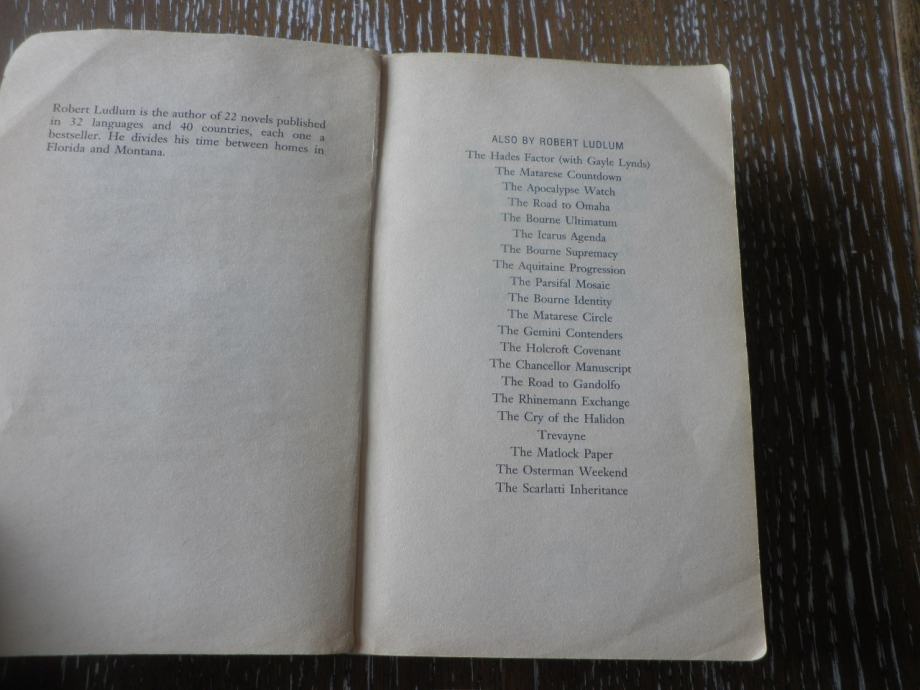 Robert Ludlum is the author of 22 novels published
in 32 languages and 40 countries, each one a
bestseller. He divides his time between homes in
Florida and Montana.
ALSO BY ROBERT LUDLUM
The Hades Factor (with Gayle Lynds)
The Matarese Countdown
The Apocalypse Watch
The Road to Omaha
The Bourne Ultimatum
The Icarus Agenda
The Bourne Supremacy
The Aquitaine Progression
The Parsifal Mosaic
The Bourne Identity
The Matarese Circle
The Gemini Contenders
The Holcroft Covenant
The Chancellor Manuscript
The Road to Gandolfo
The Rhinemann Exchange
The Cry of the Halidon
Trevayne
The Matlock Paper
The Osterman Weekend
The Scarlatti Inheritance